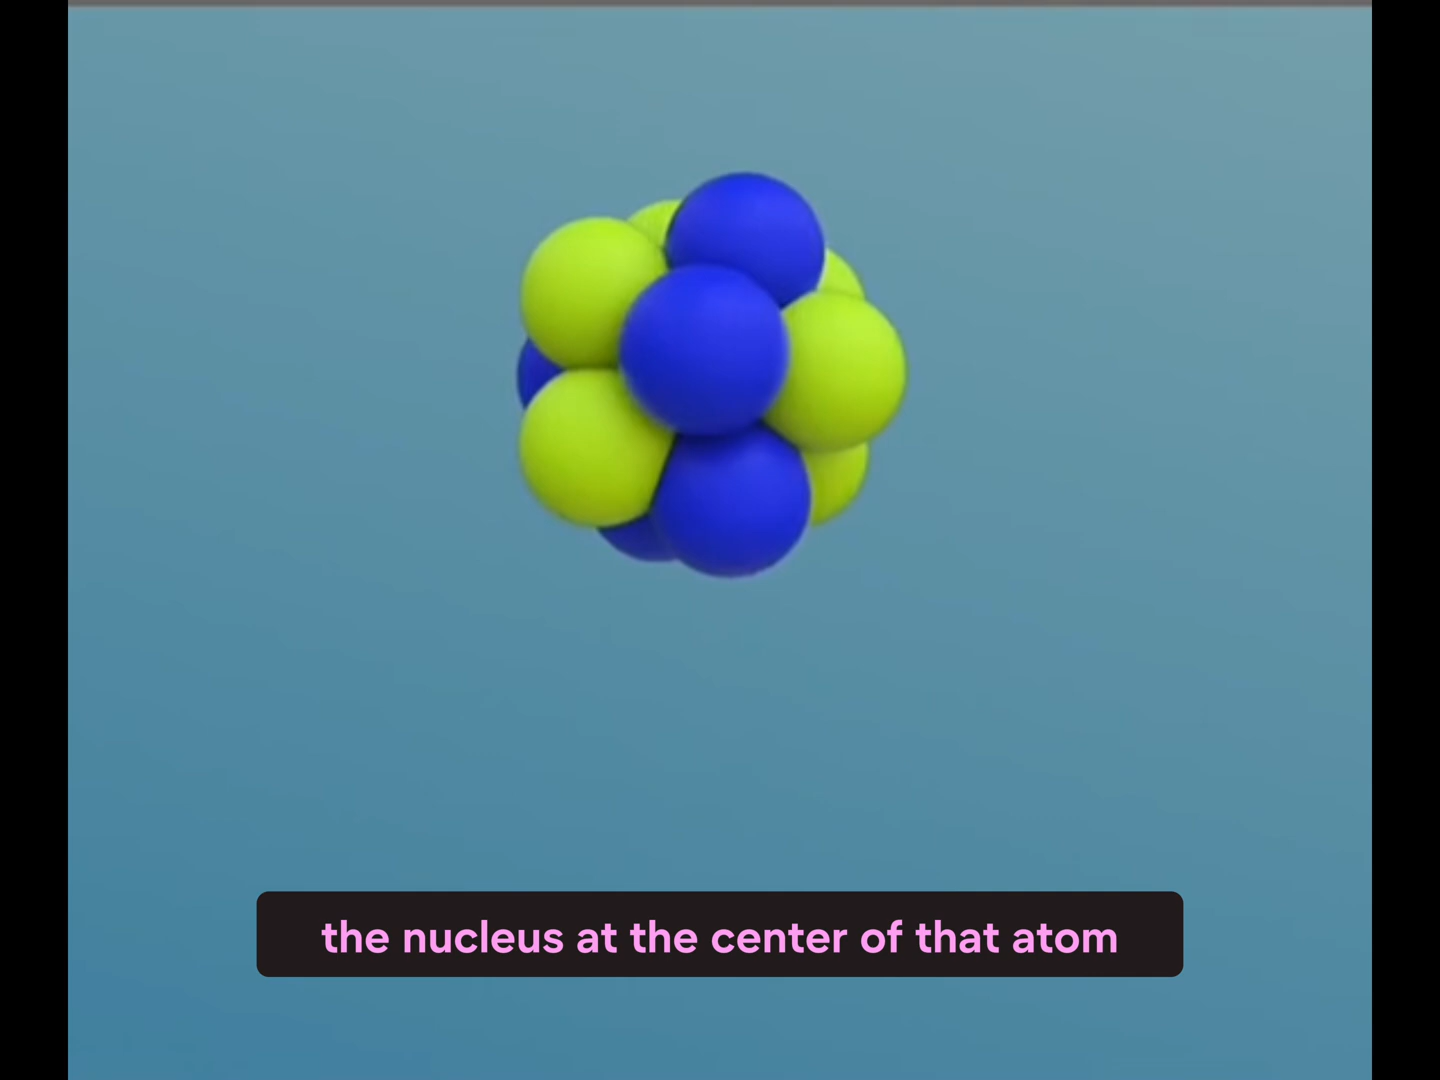 the nucleus at the center of that atom